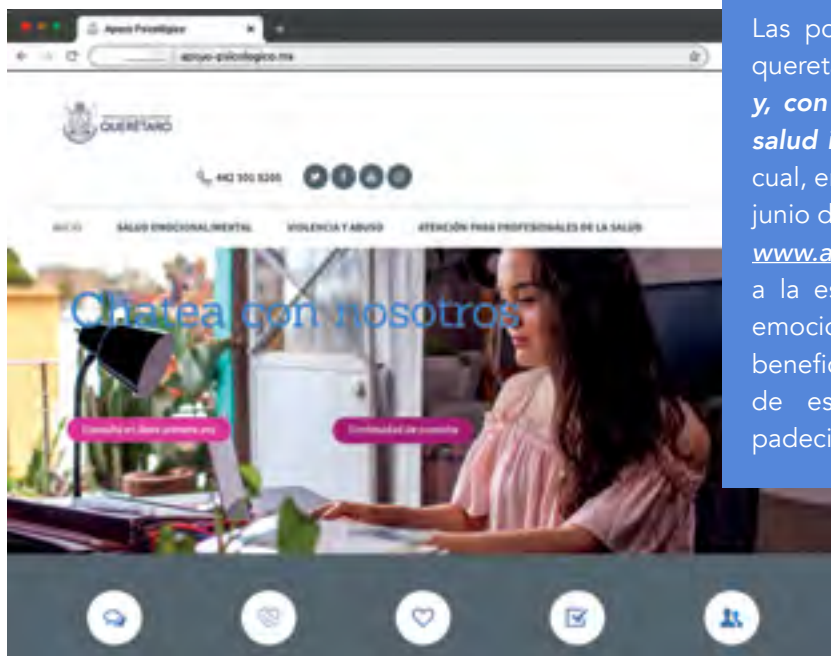 Apoyo Psicológico
apoyo-psicologico.mx
QUERÉTARO
442 101 5205
INICIO
SALUD EMOCIONAL/MENTAL
VIOLENCIA Y ABUSO
ATENCIÓN PARA PROFESIONALES DE LA SALUD
Chatea con nosotros
Consulta en línea primera vez
Continuidad de consulta
Las po
queret
y, con
salud
cual, e
junio d
www.a
a la es
emocio
benefi
de es
padeci